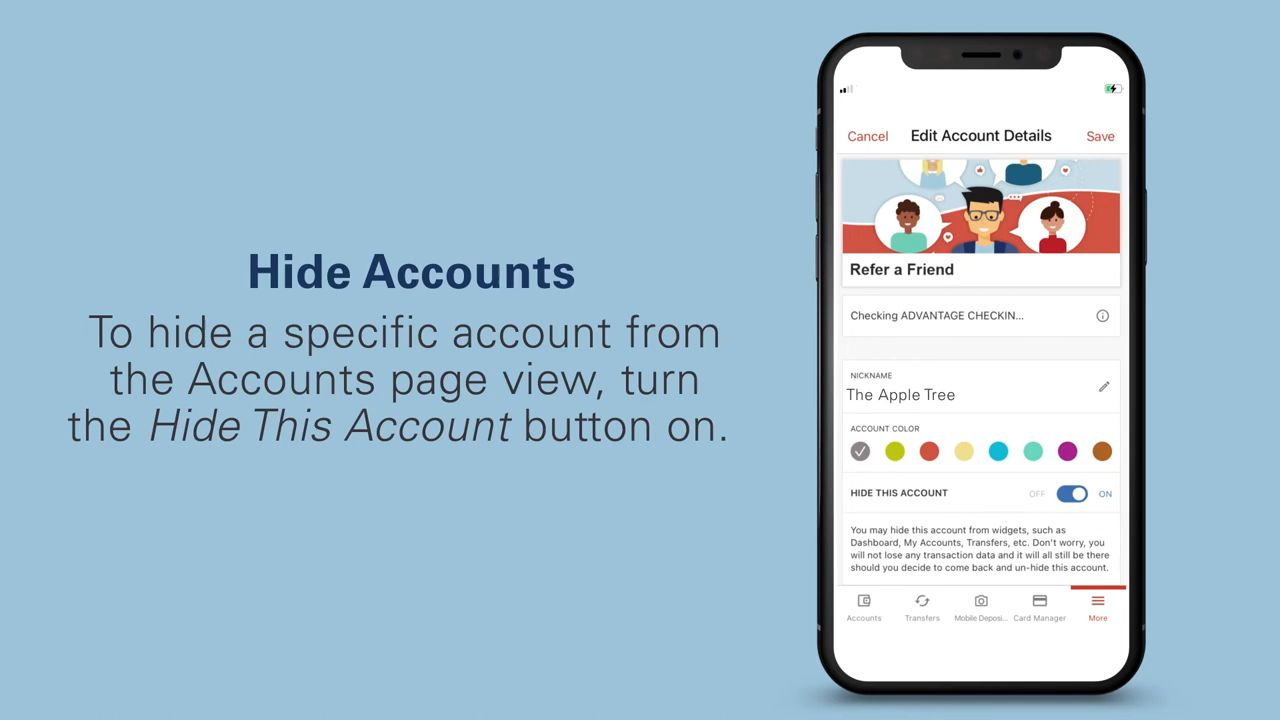 Hide Accounts
To hide a specific account from
the Accounts page view, turn
the Hide This Account button on.
Cancel Edit Account Details Save
Refer a Friend
Checking ADVANTAGE CHECKIN...
NICKNAME
The Apple Tree
ACCOUNT COLOR
HIDE THIS ACCOUNT OFF ON
You may hide this account from widgets, such as
Dashboard, My Accounts, Transfers, etc. Don't worry, you
will not lose any transaction data and it will all still be there
should you decide to come back and un-hide this account.
Accounts Transfers Mobile Deposi... Card Manager More